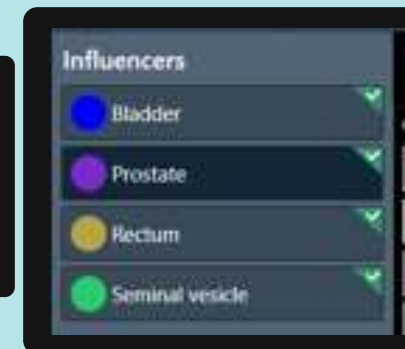 Influencers
Bladder
Prostate
Rectum
Seminal vesicle